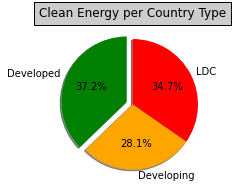 Clean Energy per Country Type
Developed
37.2%
34.7%
LDC
28.1%
Developing